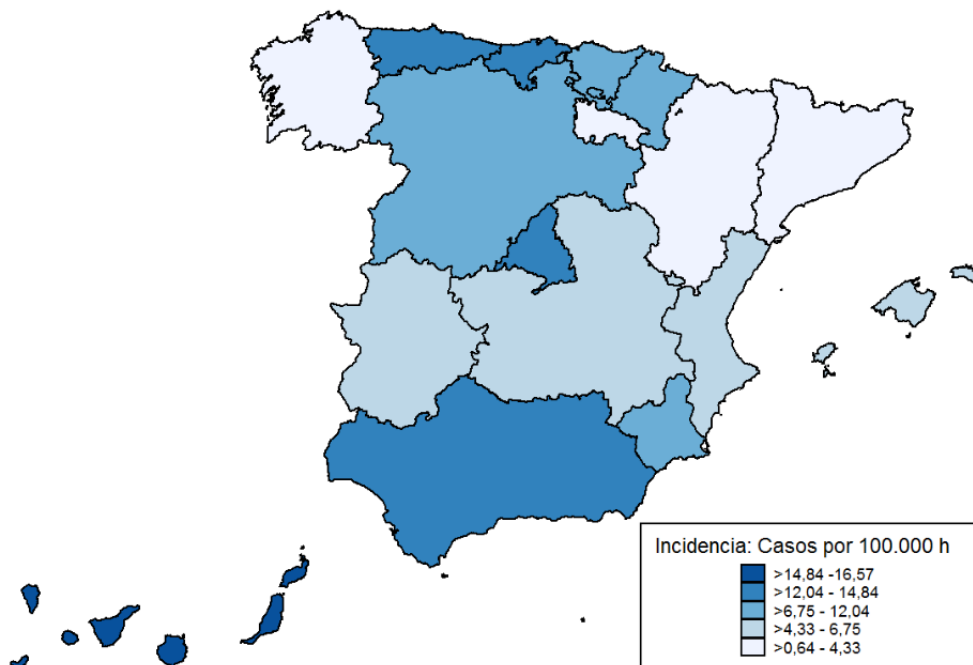 Incidencia: Casos por 100.000 h
>14,84 -16,57
>12,04 - 14,84
>6,75 - 12,04
>4,33 - 6,75
>0,64 - 4,33